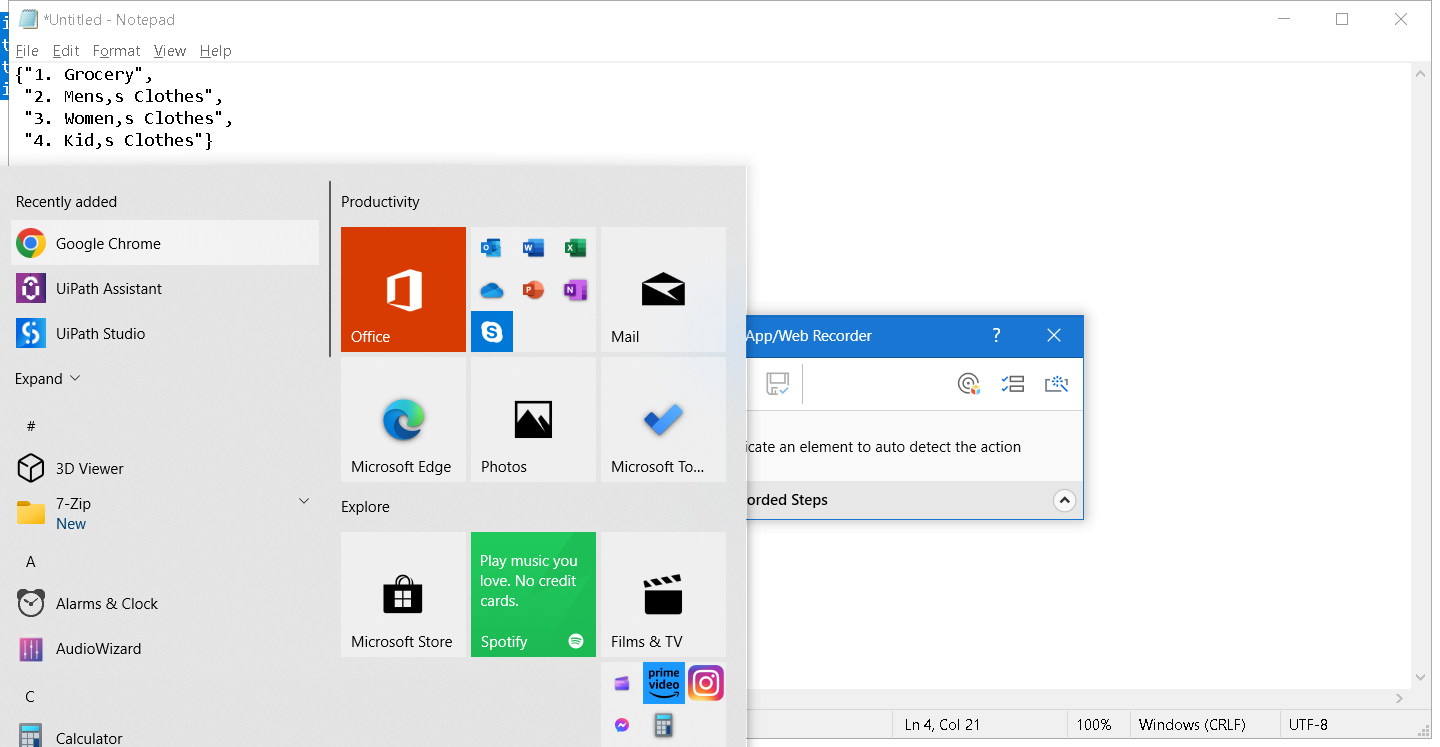 *Untitled - Notepad
File Edit Format View Help
{"1. Grocery",
"2. Mens,s Clothes",
"3. Women,s Clothes",
"4. Kid,s Clothes"}
Recently added
Google Chrome
UiPath Assistant
UiPath Studio
Expand
#
3D Viewer
7-Zip
New
A
Alarms & Clock
AudioWizard
C
Calculator
Productivity
Office
Mail
Microsoft Edge
Photos
Microsoft To...
Explore
Microsoft Store
Play music you
love. No credit
cards.
Spotify
Films & TV
prime
video
App/Web Recorder
?
icate an element to auto detect the action
orded Steps
Ln 4, Col 21
100%
Windows (CRLF)
UTF-8